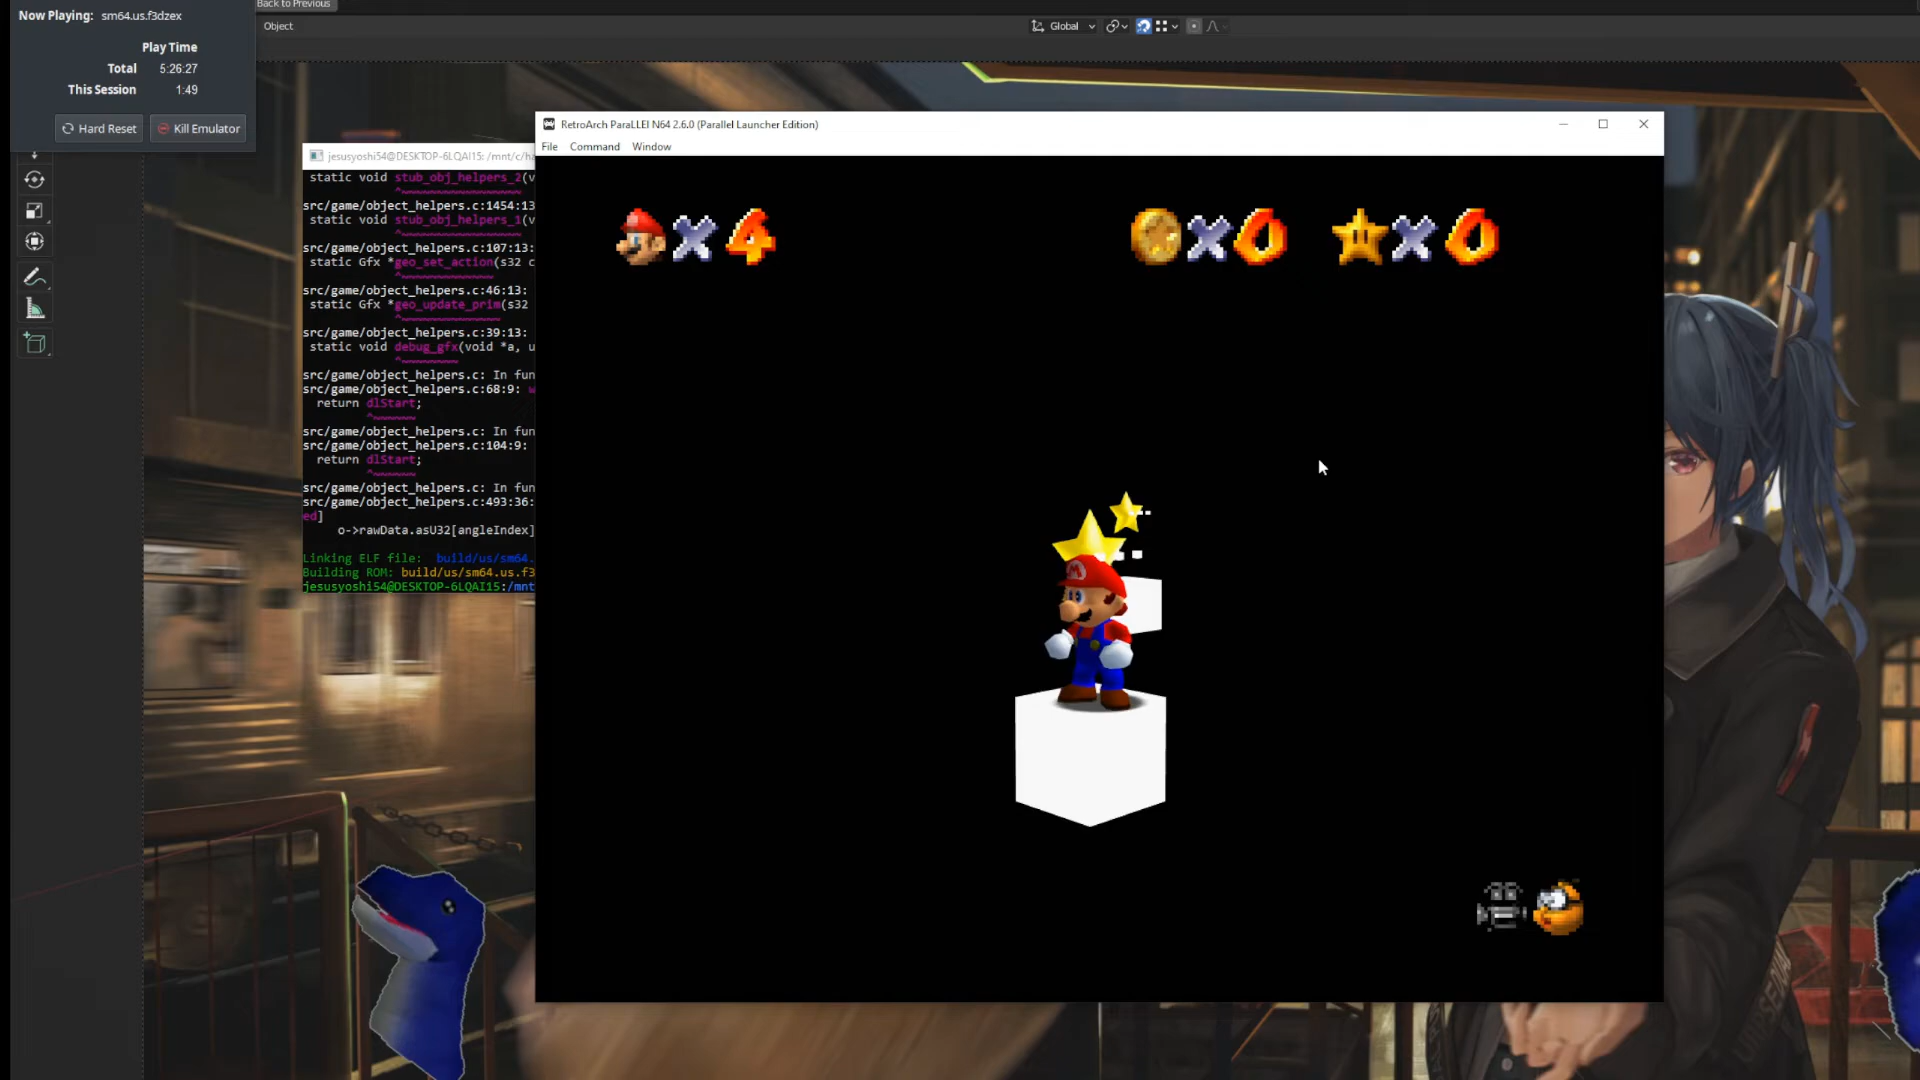 Now Playing: sm64.us.f3dzex
Play Time
Total 5:26:27
This Session 1:49
Hard Reset Kill Emulator
Back to Previous
Object
Global
RetroArch ParaLLEl N64 2.6.0 (Parallel Launcher Edition)
File Command Window
x 4
x 0
x 0
M
jesusyoshi54@DESKTOP-6LQAI15: /mnt/c/h
static void stub_obj_helpers_2(v
^~~~~~~~~~~~~~~~~~
src/game/object_helpers.c:1454:13
static void stub_obj_helpers_1(v
^~~~~~~~~~~~~~~~~~
src/game/object_helpers.c:107:13:
static Gfx *geo_set_action(s32 c
^~~~~~~~~~~~~~
src/game/object_helpers.c:46:13:
static Gfx *geo_update_prim(s32
^~~~~~~~~~~~~~~
src/game/object_helpers.c:39:13:
static void debug_gfx(void *a, u
^~~~~~~~~
src/game/object_helpers.c: In fun
src/game/object_helpers.c:68:9: w
return dlStart;
^~~~~~~
src/game/object_helpers.c: In fun
src/game/object_helpers.c:104:9:
return dlStart;
^~~~~~~
src/game/object_helpers.c: In fun
src/game/object_helpers.c:493:36:
ed]
o->rawData.asU32[angleIndex]
Linking ELF file: build/us/sm64.
Building ROM: build/us/sm64.us.f3
jesusyoshi54@DESKTOP-6LQAI15:/mnt